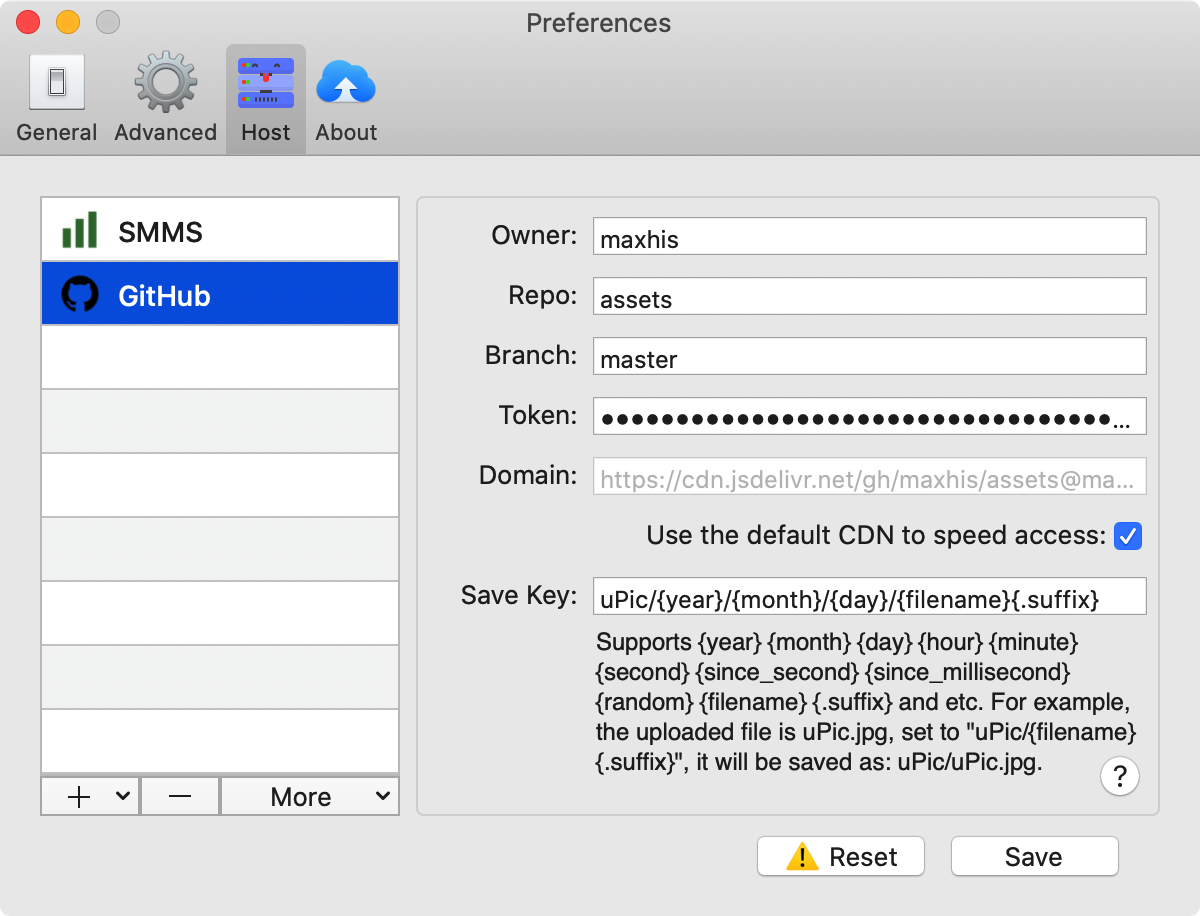 Preferences
General
Advanced
Host
About
SMMS
GitHub
Owner: maxhis
Repo: assets
Branch: master
Token: ●●●●●●●●●●●●●●●●●●●●●●●●●●●●●●●●●●...
Domain: https://cdn.jsdelivr.net/gh/maxhis/assets@ma...
Use the default CDN to speed access:
Save Key: uPic/{year}/{month}/{day}/{filename}{.suffix}
Supports {year} {month} {day} {hour} {minute}
{second} {since_second} {since_millisecond}
{random} {filename} {.suffix} and etc. For example,
the uploaded file is uPic.jpg, set to "uPic/{filename}
{.suffix}", it will be saved as: uPic/uPic.jpg.
?
More
Reset
Save